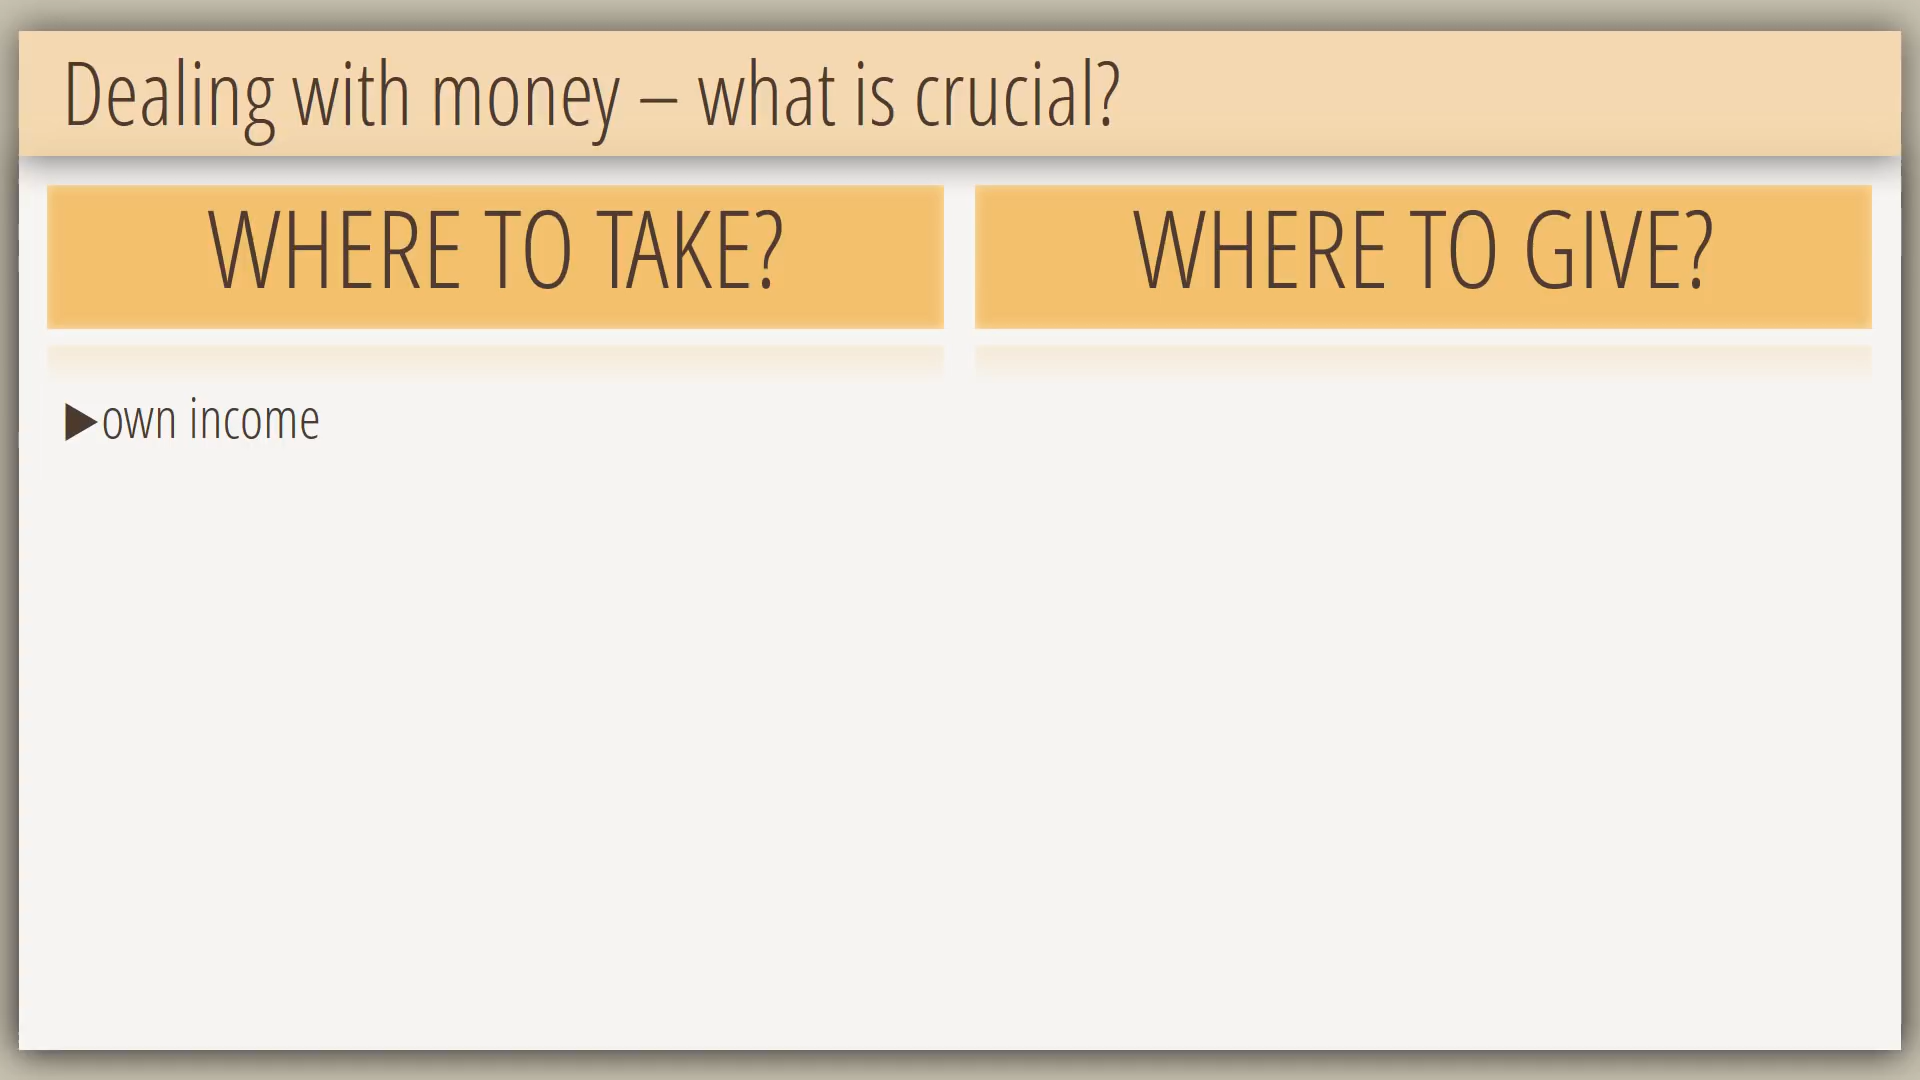 Dealing with money – what is crucial?
WHERE TO TAKE?
WHERE TO GIVE?
▶own income